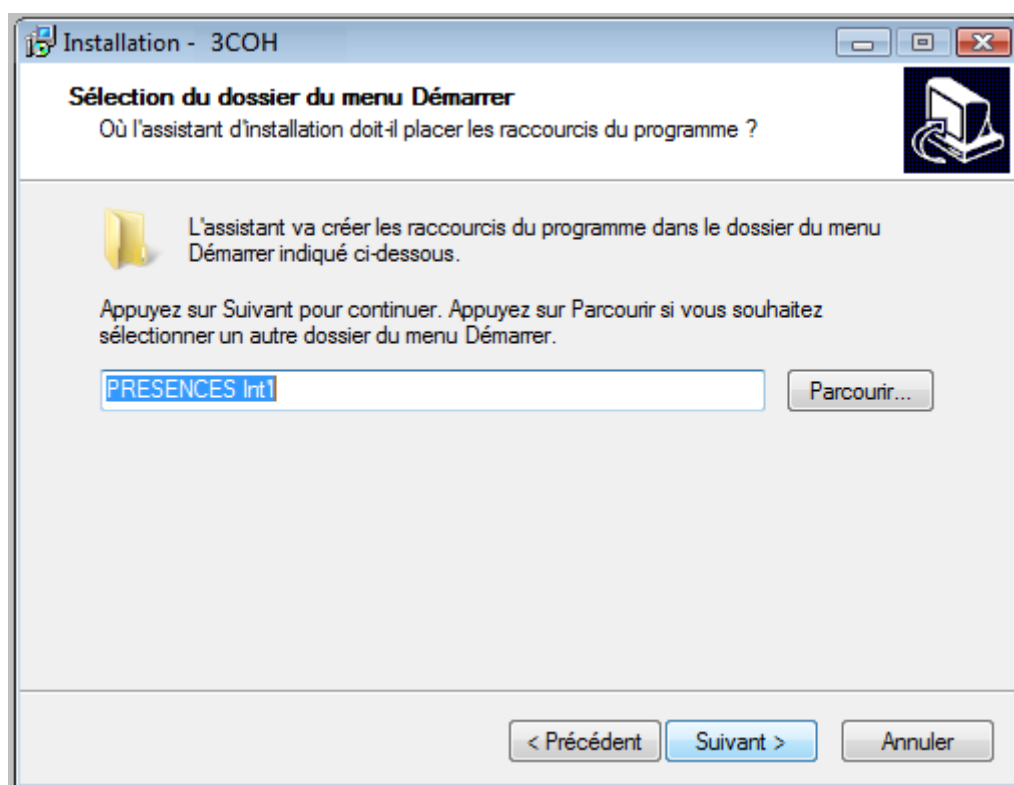 Installation - 3COH
Sélection du dossier du menu Démarrer
Où l'assistant d'installation doit-il placer les raccourcis du programme ?
L'assistant va créer les raccourcis du programme dans le dossier du menu
Démarrer indiqué ci-dessous.
Appuyez sur Suivant pour continuer. Appuyez sur Parcourir si vous souhaitez
sélectionner un autre dossier du menu Démarrer.
PRESENCES Int1
Parcourir...
< Précédent
Suivant >
Annuler